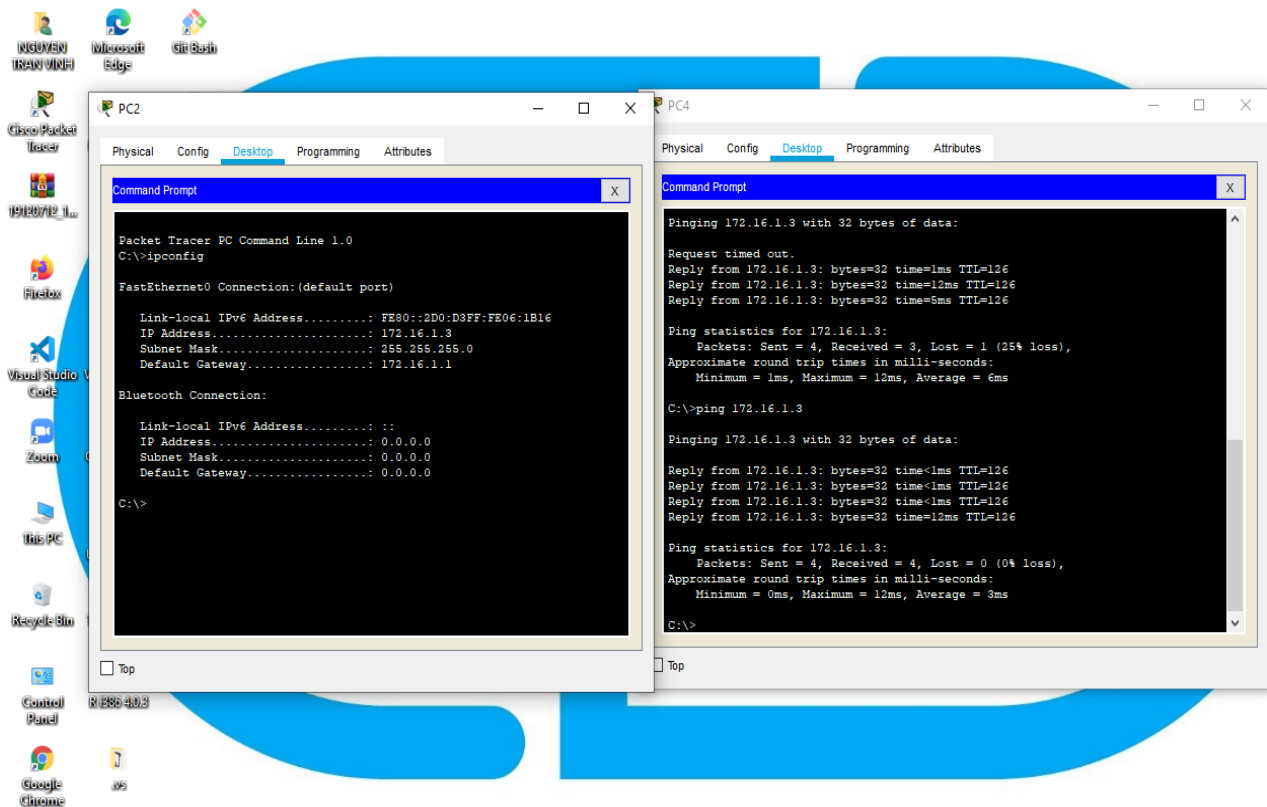 NGUYEN
TRAN VINH
Microsoft
Edge
Git Bash
Cisco Packet
Tracer
19120712_1...
Firefox
Visual Studio
Code
Zoom
This PC
Recycle Bin
Control
Panel
R i386 4.0.3
Google
Chrome
.vs
PC2
Physical Config Desktop Programming Attributes
Command Prompt
X
Packet Tracer PC Command Line 1.0
C:\>ipconfig
FastEthernet0 Connection:(default port)
Link-local IPv6 Address.........: FE80::2D0:D3FF:FE06:1B16
IP Address......................: 172.16.1.3
Subnet Mask.....................: 255.255.255.0
Default Gateway.................: 172.16.1.1
Bluetooth Connection:
Link-local IPv6 Address.........: ::
IP Address......................: 0.0.0.0
Subnet Mask.....................: 0.0.0.0
Default Gateway.................: 0.0.0.0
C:\>
Top
PC4
Physical Config Desktop Programming Attributes
Command Prompt
X
Pinging 172.16.1.3 with 32 bytes of data:
Request timed out.
Reply from 172.16.1.3: bytes=32 time=1ms TTL=126
Reply from 172.16.1.3: bytes=32 time=12ms TTL=126
Reply from 172.16.1.3: bytes=32 time=5ms TTL=126
Ping statistics for 172.16.1.3:
Packets: Sent = 4, Received = 3, Lost = 1 (25% loss),
Approximate round trip times in milli-seconds:
Minimum = 1ms, Maximum = 12ms, Average = 6ms
C:\>ping 172.16.1.3
Pinging 172.16.1.3 with 32 bytes of data:
Reply from 172.16.1.3: bytes=32 time<1ms TTL=126
Reply from 172.16.1.3: bytes=32 time<1ms TTL=126
Reply from 172.16.1.3: bytes=32 time<1ms TTL=126
Reply from 172.16.1.3: bytes=32 time=12ms TTL=126
Ping statistics for 172.16.1.3:
Packets: Sent = 4, Received = 4, Lost = 0 (0% loss),
Approximate round trip times in milli-seconds:
Minimum = 0ms, Maximum = 12ms, Average = 3ms
C:\>
Top